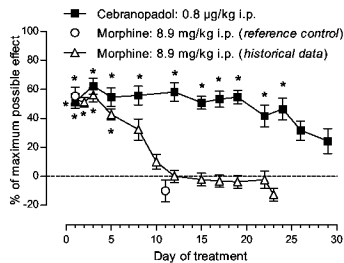 Cebranopadol: 0.8 µg/kg i.p.
Morphine: 8.9 mg/kg i.p. (reference control)
Morphine: 8.9 mg/kg i.p. (historical data)
% of maximum possible effect
100
80
60
40
20
0
-20
* * * * * * * * * *
* * * *
0 5 10 15 20 25 30
Day of treatment